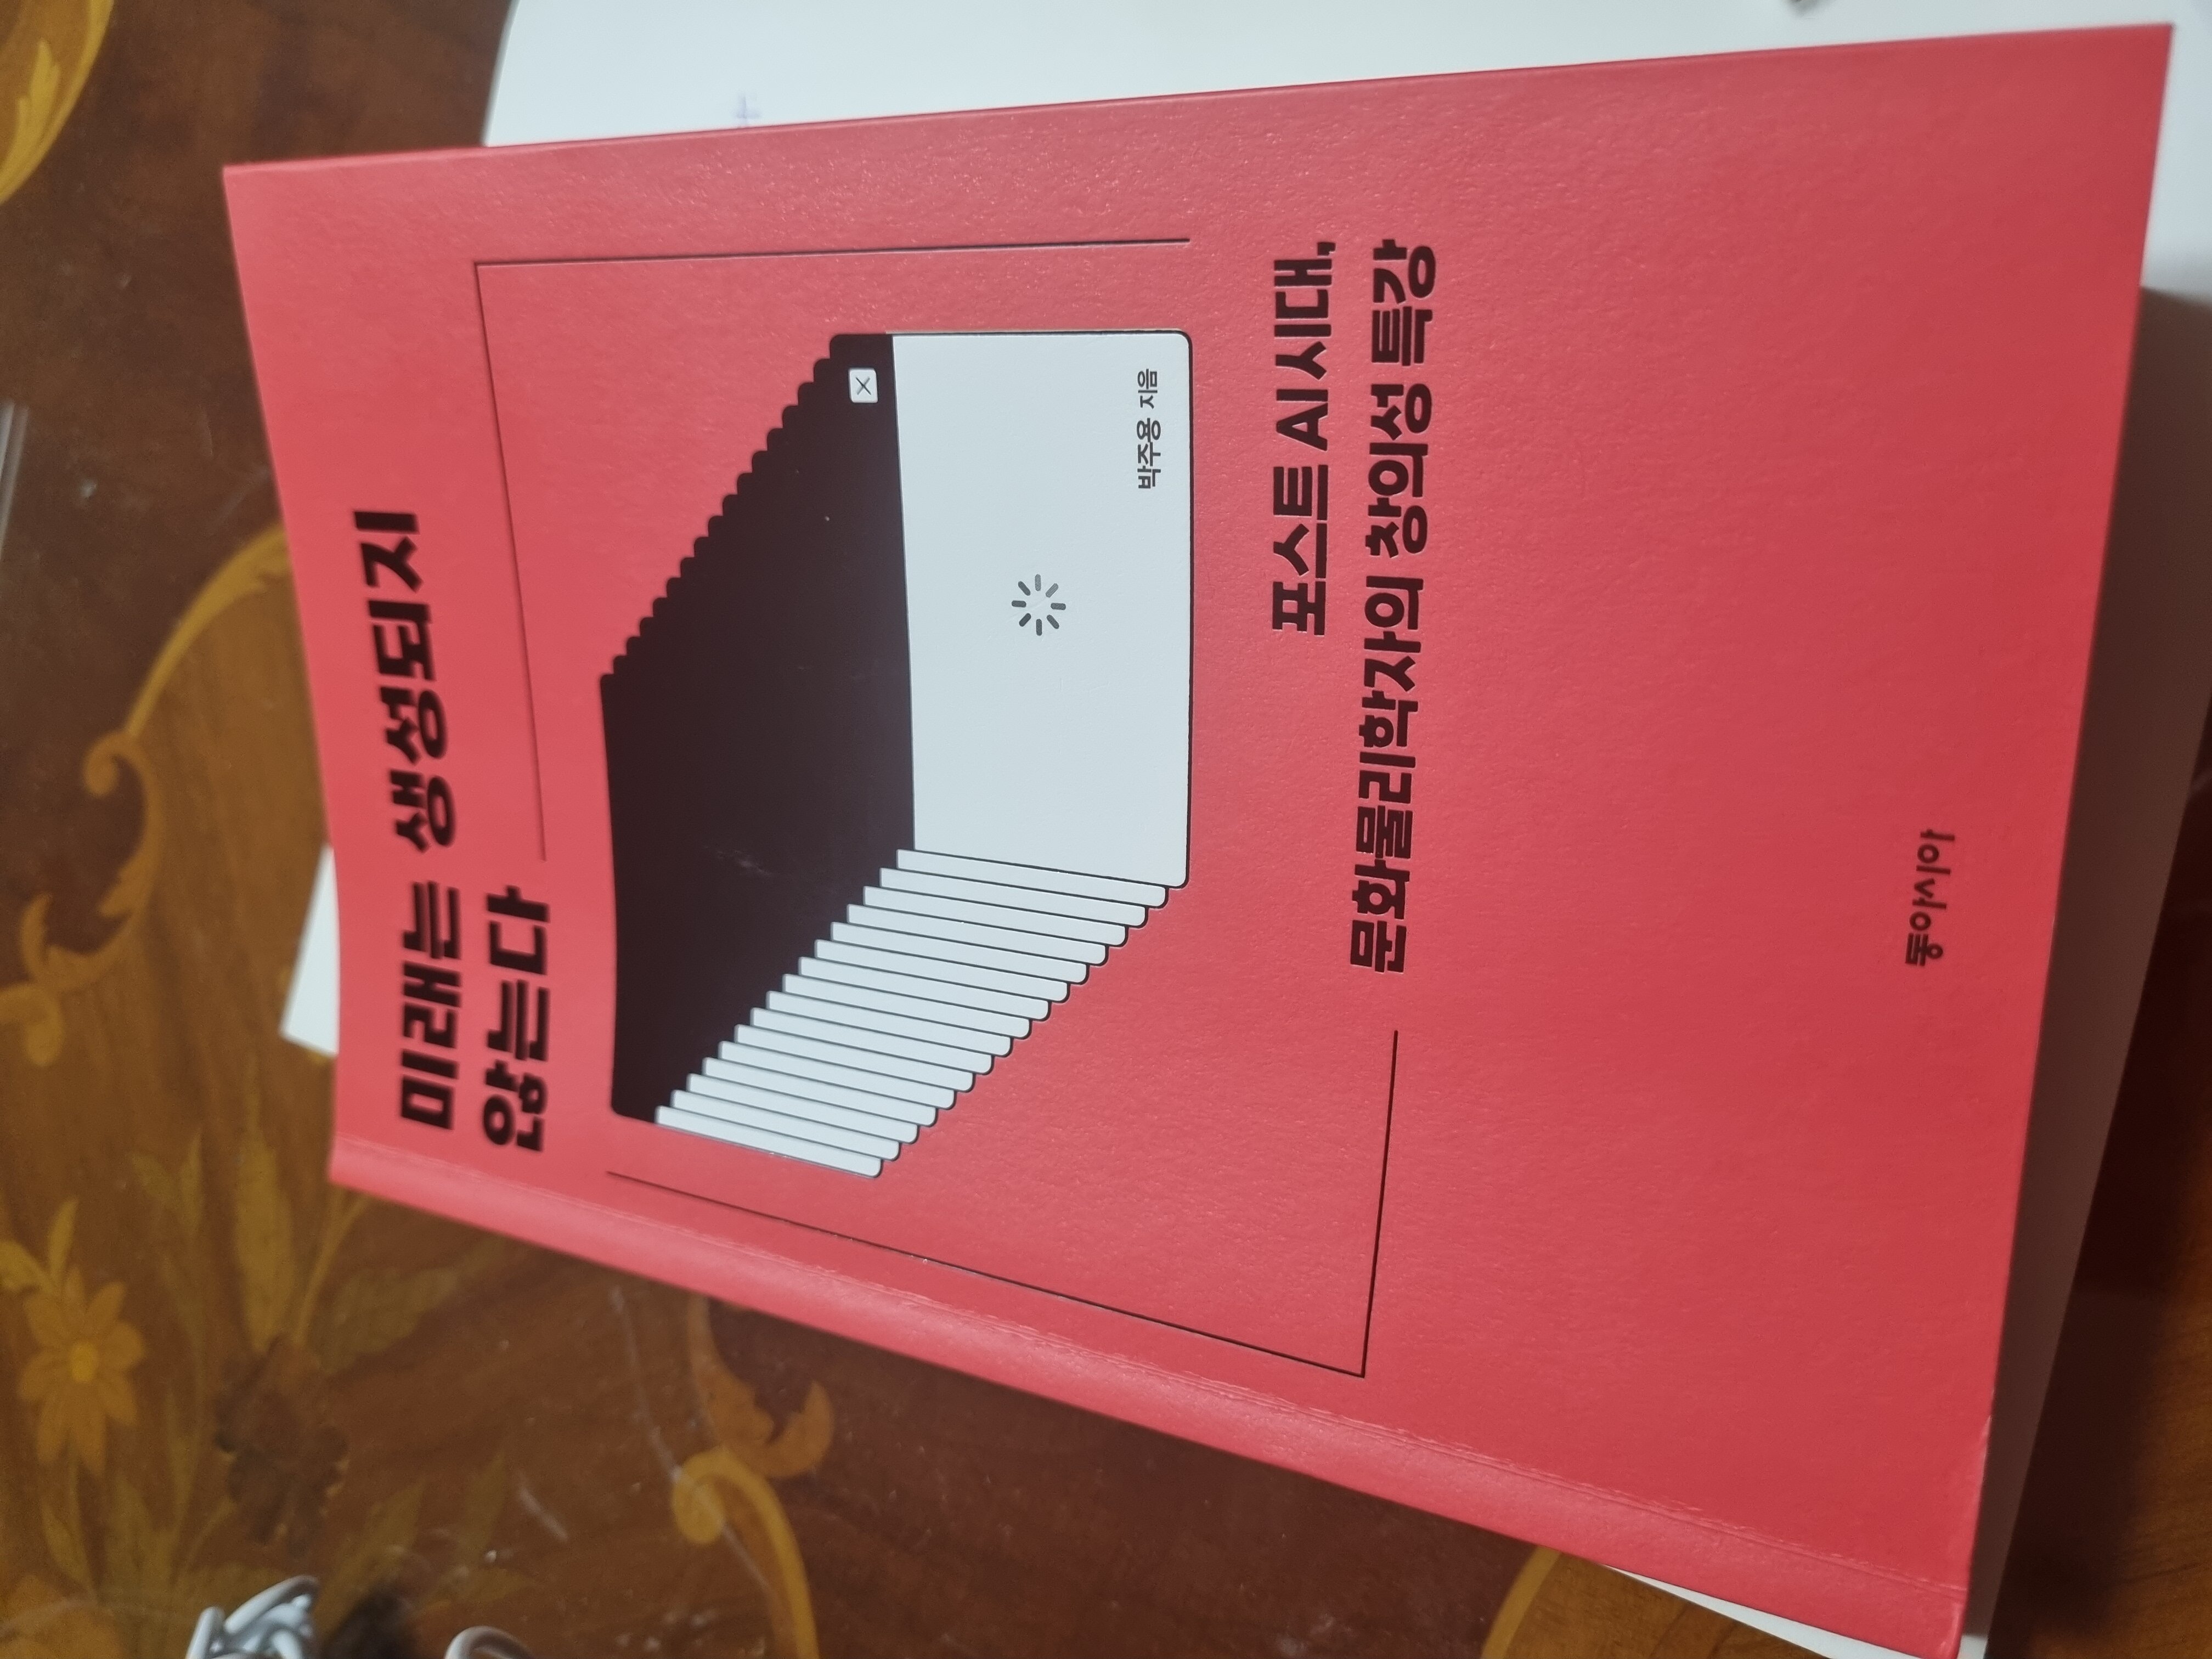 미래는 생성되지
않는다
박주용 지음
포스트 AI 시대,
문화물리학자의 창의성 특강
동아시아